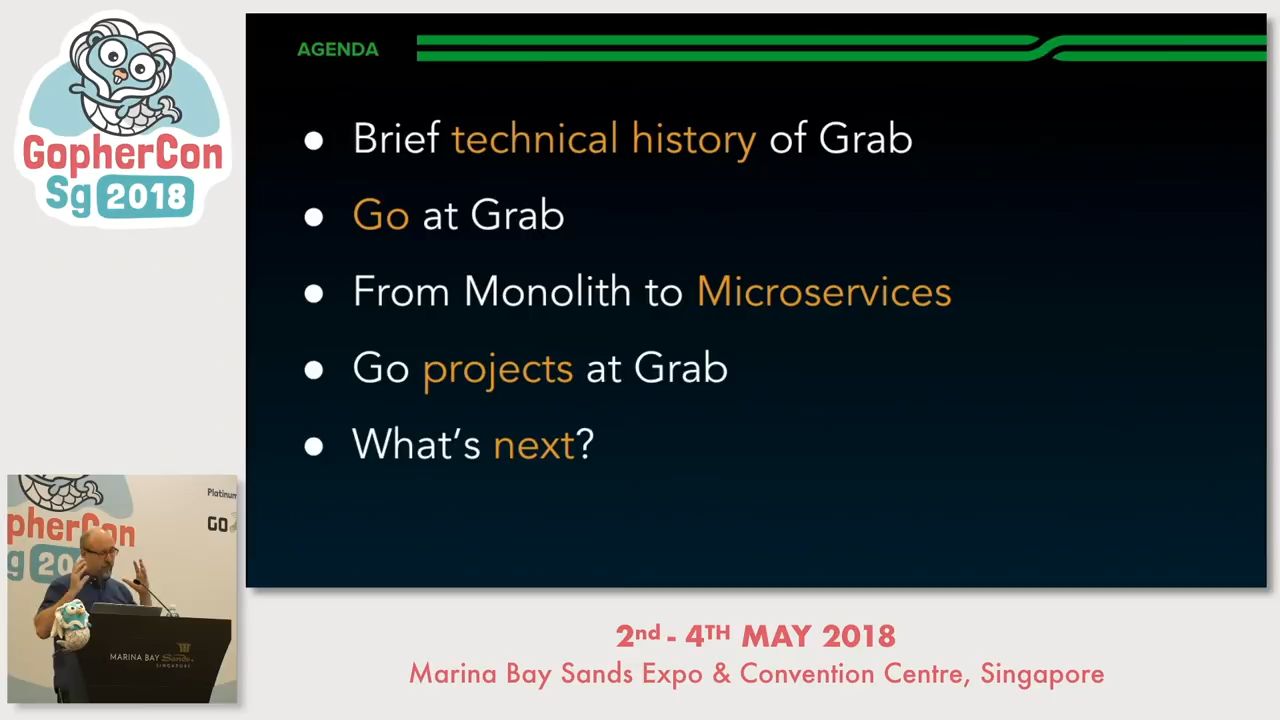 GopherCon
Sg 2018
AGENDA
● Brief technical history of Grab
● Go at Grab
● From Monolith to Microservices
● Go projects at Grab
● What's next?
Platinum
GO
pherCon
g 20
MARINA BAY Sands
SINGAPORE
2nd - 4TH MAY 2018
Marina Bay Sands Expo & Convention Centre, Singapore